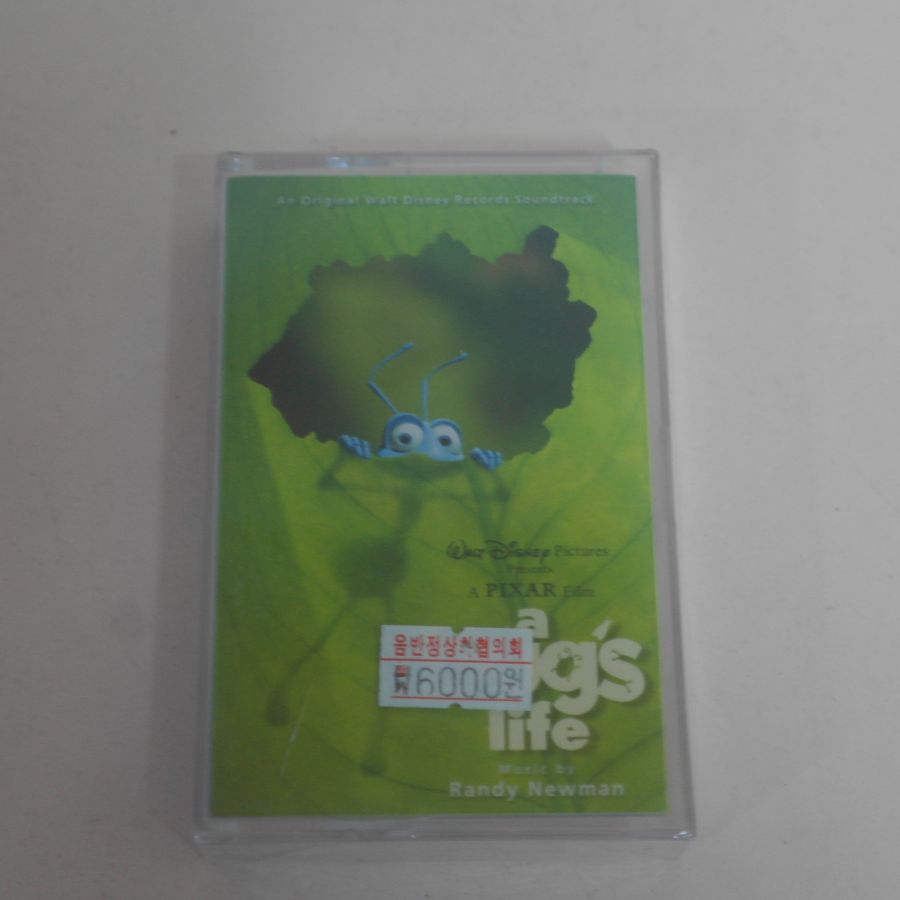 An Original Walt Disney Records Soundtrack
WALT DISNEY Pictures
Presents
A PIXAR Film
a
ug's
life
음반정상화협의회
₩6000원
Music by
Randy Newman